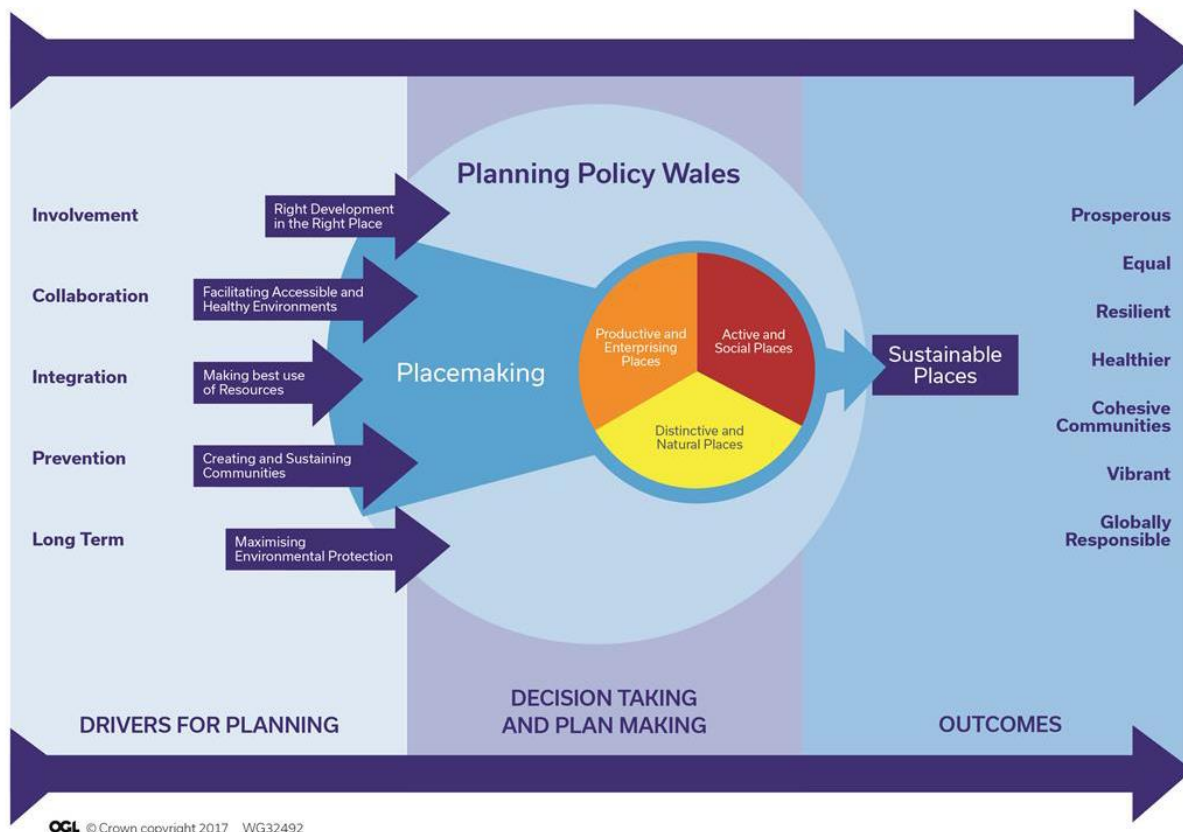 Planning Policy Wales
Involvement
Collaboration
Integration
Prevention
Long Term
Right Development
in the Right Place
Facilitating Accessible and
Healthy Environments
Making best use
of Resources
Creating and Sustaining
Communities
Maximising
Environmental Protection
Placemaking
Productive and
Enterprising
Places
Active and
Social Places
Distinctive and
Natural Places
Sustainable
Places
Prosperous
Equal
Resilient
Healthier
Cohesive
Communities
Vibrant
Globally
Responsible
DRIVERS FOR PLANNING
DECISION TAKING
AND PLAN MAKING
OUTCOMES
OGL © Crown copyright 2017 WG32492